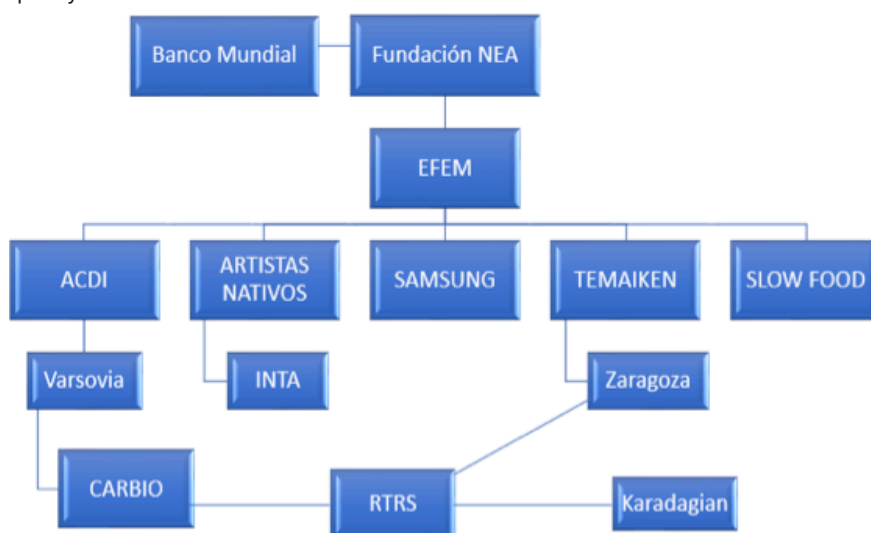 Banco Mundial
Fundación NEA
EFEM
ACDI
ARTISTAS
NATIVOS
SAMSUNG
TEMAIKEN
SLOW FOOD
Varsovia
INTA
Zaragoza
CARBIO
RTRS
Karadagian